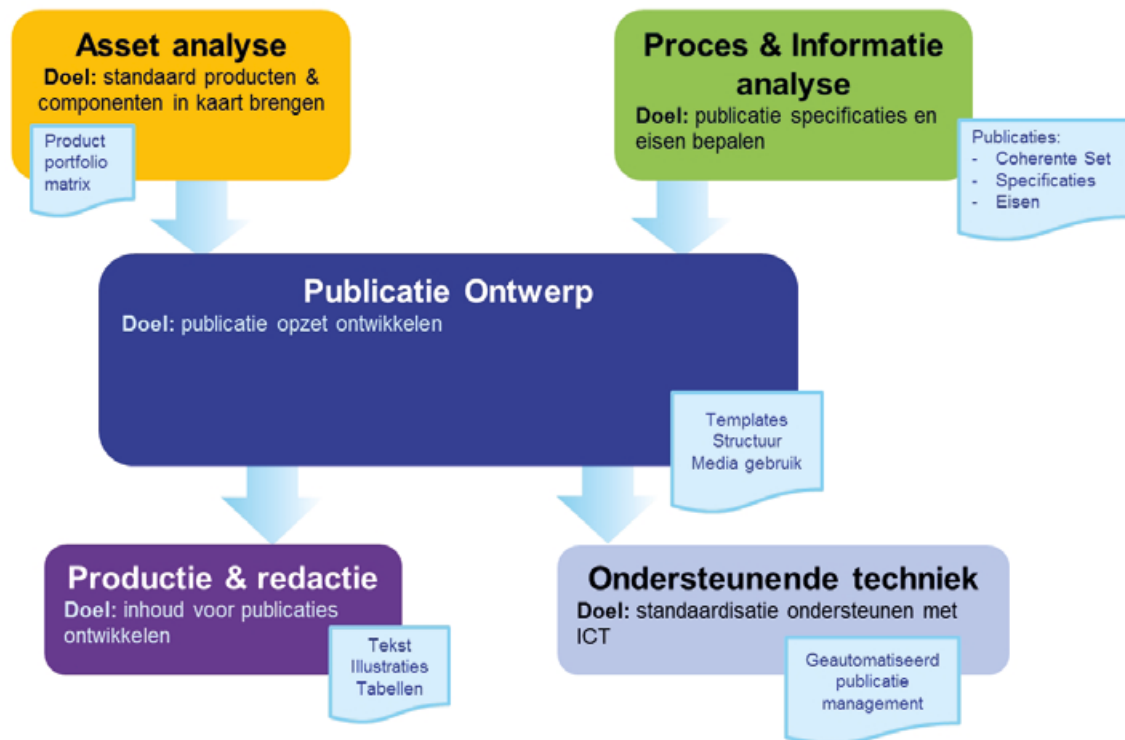 Asset analyse
Doel: standaard producten &
componenten in kaart brengen
Product
portfolio
matrix
Proces & Informatie
analyse
Doel: publicatie specificaties en
eisen bepalen
Publicaties:
- Coherente Set
- Specificaties
- Eisen
Publicatie Ontwerp
Doel: publicatie opzet ontwikkelen
Templates
Structuur
Media gebruik
Productie & redactie
Doel: inhoud voor publicaties
ontwikkelen
Tekst
Illustraties
Tabellen
Ondersteunende techniek
Doel: standaardisatie ondersteunen met
ICT
Geautomatiseerd
publicatie
management